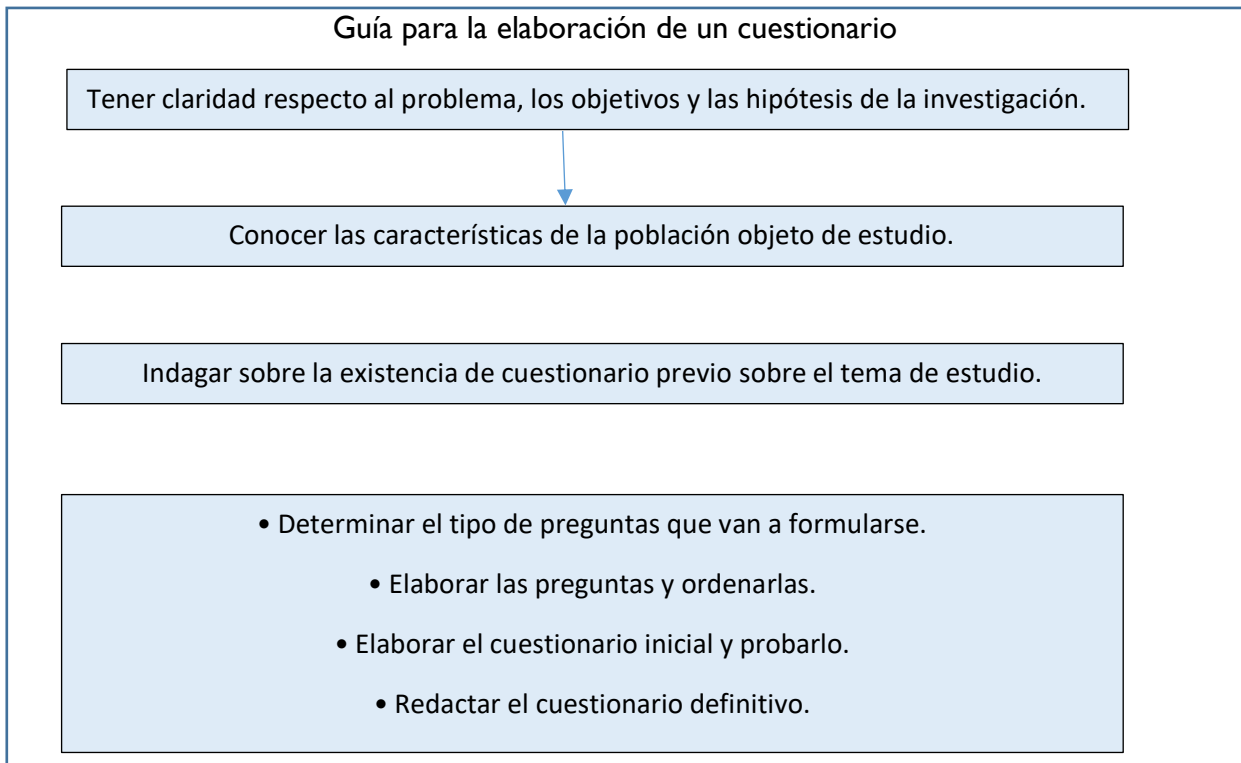 Guía para la elaboración de un cuestionario
Tener claridad respecto al problema, los objetivos y las hipótesis de la investigación.
Conocer las características de la población objeto de estudio.
Indagar sobre la existencia de cuestionario previo sobre el tema de estudio.
• Determinar el tipo de preguntas que van a formularse.
• Elaborar las preguntas y ordenarlas.
• Elaborar el cuestionario inicial y probarlo.
• Redactar el cuestionario definitivo.